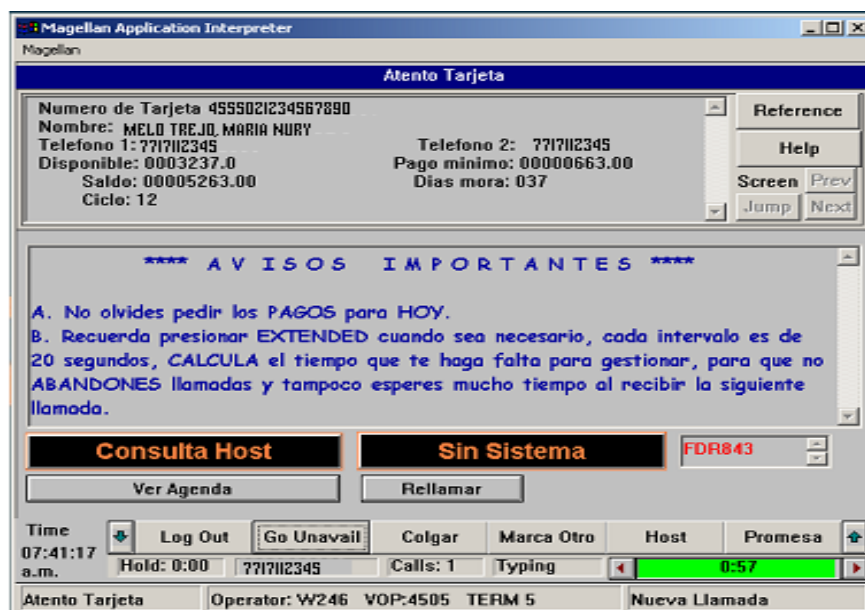 Magellan Application Interpreter
Magellan
Atento Tarjeta
Numero de Tarjeta 4555021234567890
Nombre: MELO TREJO, MARIA NURY
Telefono 1: 7717112345 Telefono 2: 7717112345
Disponible: 0003237.0 Pago minimo: 00000663.00
Saldo: 00005263.00 Dias mora: 037
Ciclo: 12
Reference
Help
Screen Prev
Jump Next
**** A V I S O S I M P O R T A N T E S ****
A. No olvides pedir los PAGOS para HOY.
B. Recuerda presionar EXTENDED cuando sea necesario, cada intervalo es de
20 segundos, CALCULA el tiempo que te haga falta para gestionar, para que no
ABANDONES llamadas y tampoco esperes mucho tiempo al recibir la siguiente
llamada.
Consulta Host Sin Sistema FDR843
Ver Agenda Rellamar
Time Log Out Go Unavail Colgar Marca Otro Host Promesa
07:41:17
a.m. Hold: 0:00 7717112345 Calls: 1 Typing 0:57
Atento Tarjeta Operator: W246 VOP:4505 TERM 5 Nueva Llamada